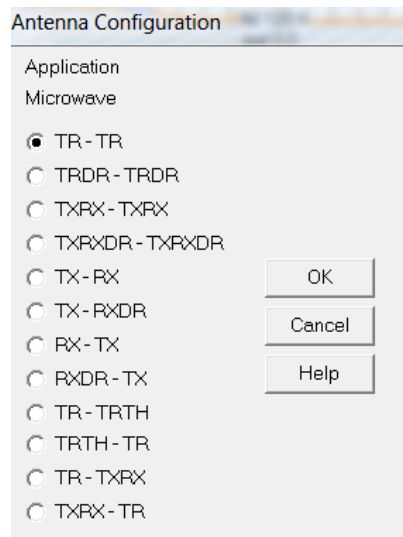 Antenna Configuration
Application
Microwave
TR - TR
TRDR - TRDR
TXRX - TXRX
TXRXDR - TXRXDR
TX - RX
TX - RXDR
RX - TX
RXDR - TX
TR - TRTH
TRTH - TR
TR - TXRX
TXRX - TR
OK
Cancel
Help